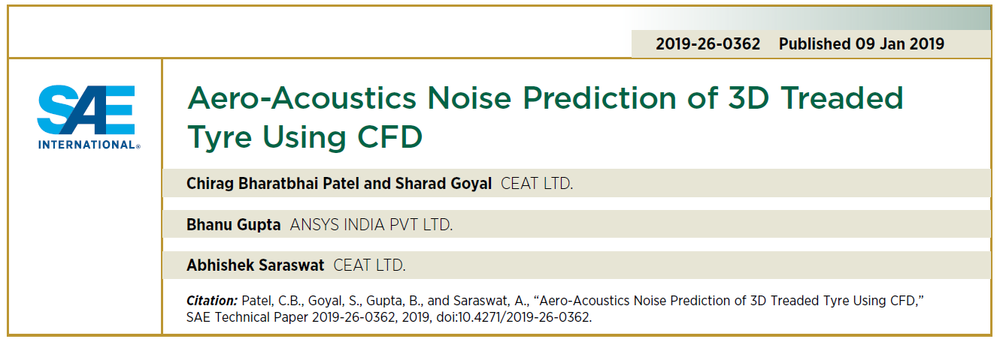 2019-26-0362 Published 09 Jan 2019
SAE
INTERNATIONAL®
Aero-Acoustics Noise Prediction of 3D Treaded
Tyre Using CFD
Chirag Bharatbhai Patel and Sharad Goyal CEAT LTD.
Bhanu Gupta ANSYS INDIA PVT LTD.
Abhishek Saraswat CEAT LTD.
Citation: Patel, C.B., Goyal, S., Gupta, B., and Saraswat, A., “Aero-Acoustics Noise Prediction of 3D Treaded Tyre Using CFD,”
SAE Technical Paper 2019-26-0362, 2019, doi:10.4271/2019-26-0362.